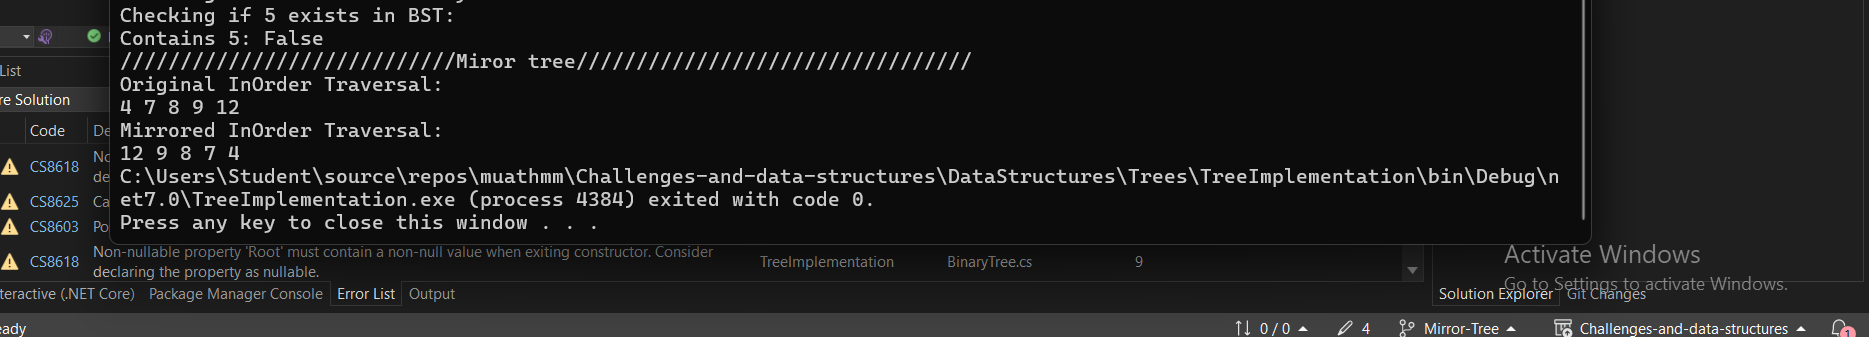 Checking if 5 exists in BST:
Contains 5: False
////////////////////////////Miror tree/////////////////////////////////
Original InOrder Traversal:
4 7 8 9 12
Mirrored InOrder Traversal:
12 9 8 7 4
C:\Users\Student\source\repos\muathmm\Challenges-and-data-structures\DataStructures\Trees\TreeImplementation\bin\Debug\n
et7.0\TreeImplementation.exe (process 4384) exited with code 0.
Press any key to close this window . . .
List
re Solution
Code De
CS8618 No
de
CS8625 Ca
CS8603 Po
CS8618 Non-nullable property 'Root' must contain a non-null value when exiting constructor. Consider
declaring the property as nullable. TreeImplementation BinaryTree.cs 9
Activate Windows
Go to Settings to activate Windows.
nteractive (.NET Core) Package Manager Console Error List Output
Solution Explorer Git Changes
eady 0 / 0 4 Mirror-Tree Challenges-and-data-structures 1